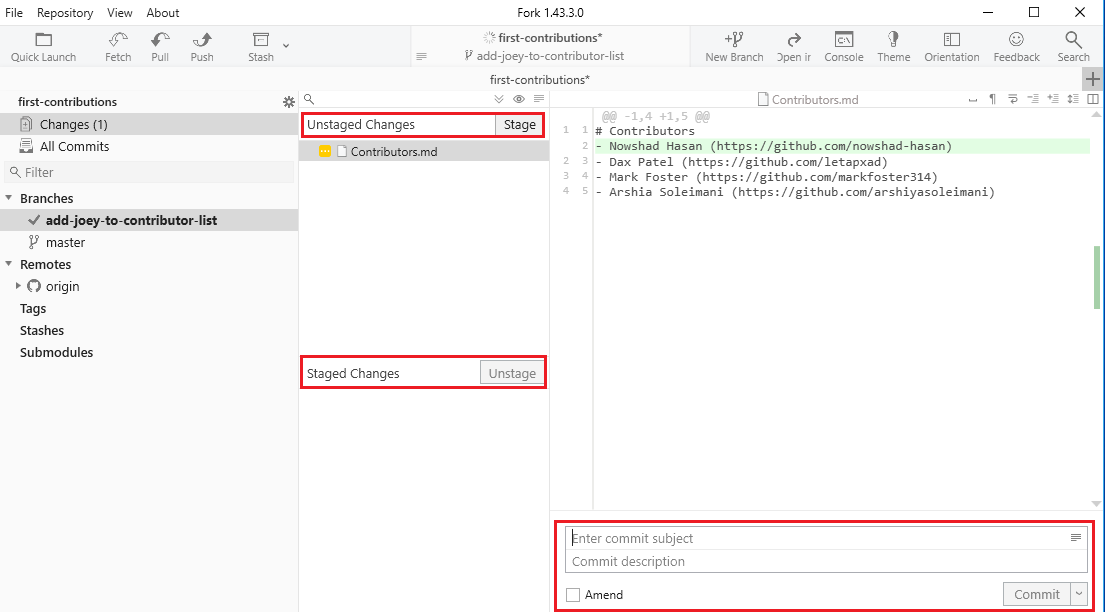 File Repository View About
Fork 1.43.3.0
Quick Launch
Fetch
Pull
Push
Stash
first-contributions*
add-joey-to-contributor-list
New Branch
Open in
Console
Theme
Orientation
Feedback
Search
first-contributions*
first-contributions
Changes (1)
All Commits
Filter
Branches
add-joey-to-contributor-list
master
Remotes
origin
Tags
Stashes
Submodules
Unstaged Changes
Stage
Contributors.md
Staged Changes
Unstage
Contributors.md
@@ -1,4 +1,5 @@
1 1 # Contributors
2 - Nowshad Hasan (https://github.com/nowshad-hasan)
2 3 - Dax Patel (https://github.com/letapxad)
3 4 - Mark Foster (https://github.com/markfoster314)
4 5 - Arshia Soleimani (https://github.com/arshiyasoleimani)
Enter commit subject
Commit description
Amend
Commit